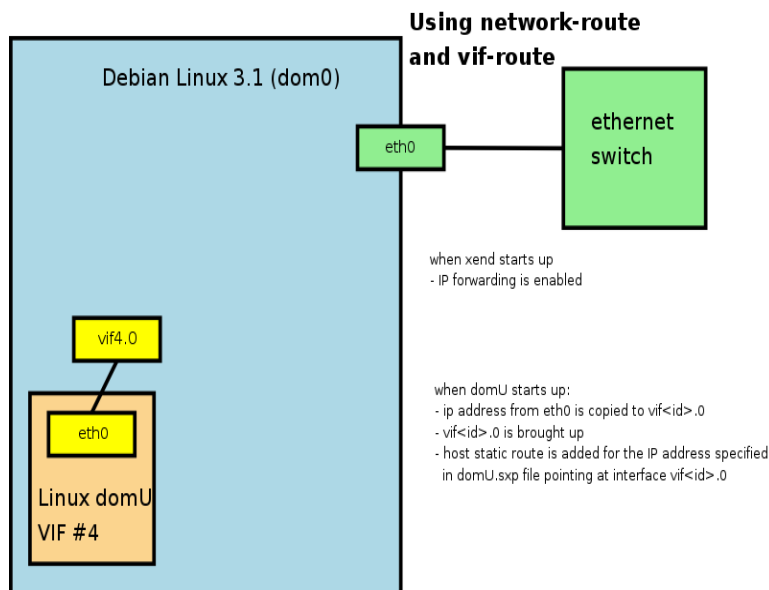 Using network-route
and vif-route
Debian Linux 3.1 (dom0)
eth0
ethernet
switch
when xend starts up
- IP forwarding is enabled
vif4.0
eth0
Linux domU
VIF #4
when domU starts up:
- ip address from eth0 is copied to vif<id>.0
- vif<id>.0 is brought up
- host static route is added for the IP address specified
in domU.sxp file pointing at interface vif<id>.0